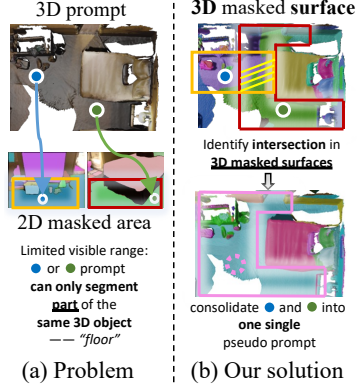 3D prompt
2D masked area
Limited visible range:
or prompt
can only segment
part of the
same 3D object
—— “floor”
(a) Problem
3D masked surface
Identify intersection in
3D masked surfaces
consolidate and into
one single
pseudo prompt
(b) Our solution